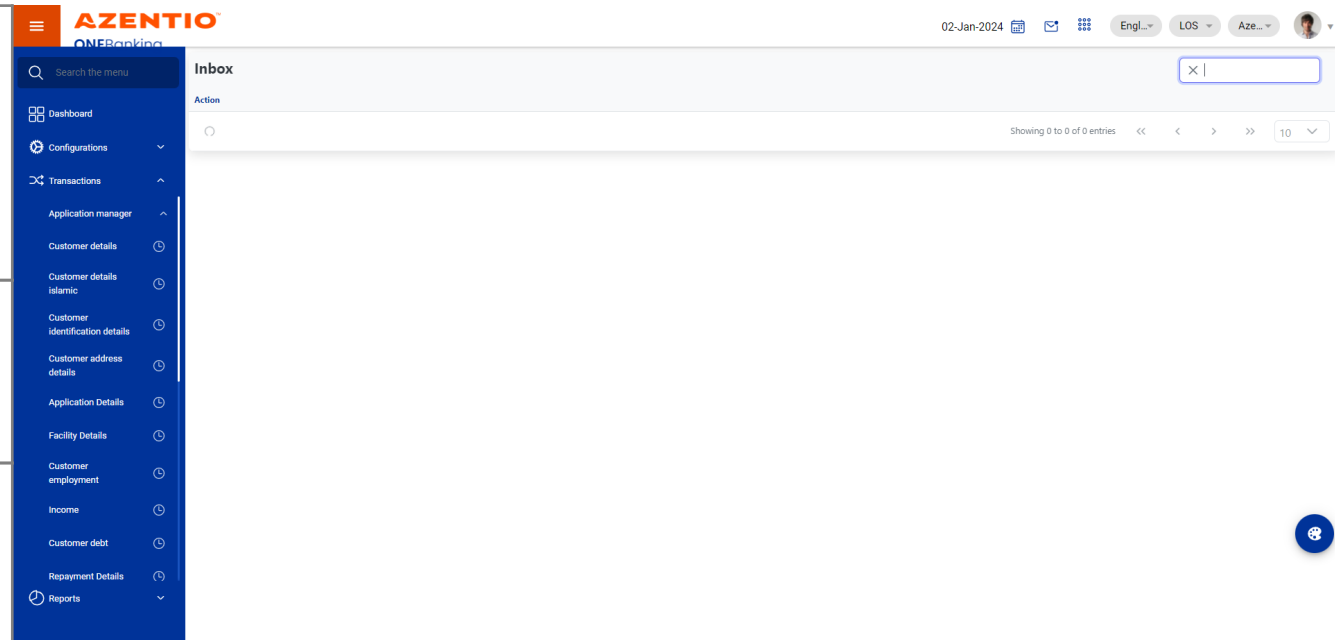 AZENTIO
ONEBanking
02-Jan-2024
Engl...
LOS
Aze...
Search the menu
Dashboard
Configurations
Transactions
Application manager
Customer details
Customer details
islamic
Customer
identification details
Customer address
details
Application Details
Facility Details
Customer
employment
Income
Customer debt
Repayment Details
Reports
Inbox
Action
Showing 0 to 0 of 0 entries
10